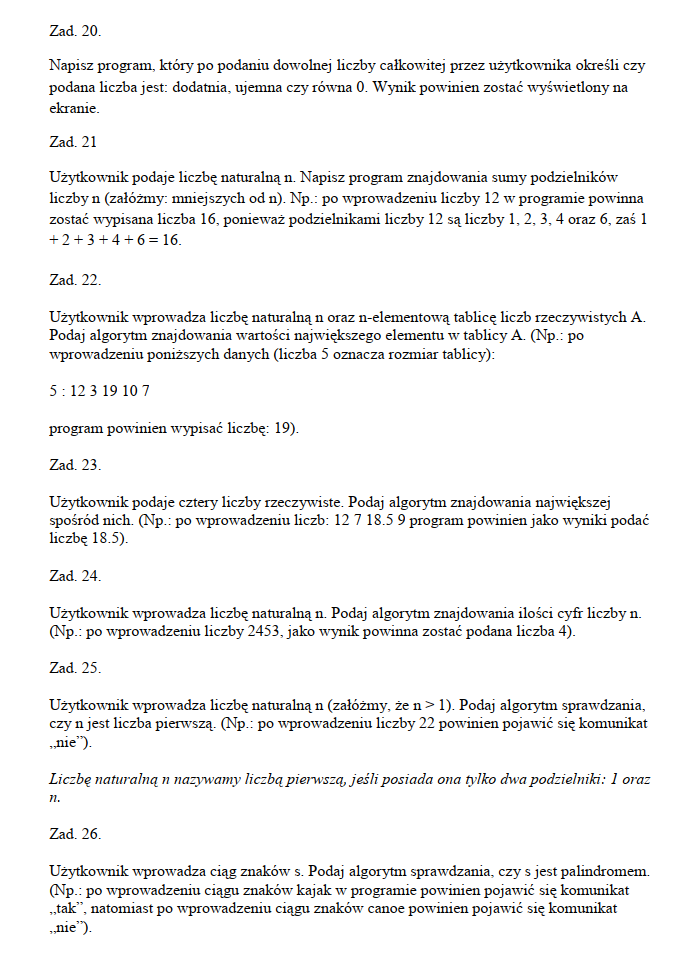 Zad. 20.
Napisz program, który po podaniu dowolnej liczby całkowitej przez użytkownika określi czy
podana liczba jest: dodatnia, ujemna czy równa 0. Wynik powinien zostać wyświetlony na
ekranie.
Zad. 21
Użytkownik podaje liczbę naturalną n. Napisz program znajdowania sumy podzielników
liczby n (załóżmy: mniejszych od n). Np.: po wprowadzeniu liczby 12 w programie powinna
zostać wypisana liczba 16, ponieważ podzielnikami liczby 12 są liczby 1, 2, 3, 4 oraz 6, zaś 1
+ 2 + 3 + 4 + 6 = 16.
Zad. 22.
Użytkownik wprowadza liczbę naturalną n oraz n-elementową tablicę liczb rzeczywistych A.
Podaj algorytm znajdowania wartości największego elementu w tablicy A. (Np.: po
wprowadzeniu poniższych danych (liczba 5 oznacza rozmiar tablicy):
5 : 12 3 19 10 7
program powinien wypisać liczbę: 19).
Zad. 23.
Użytkownik podaje cztery liczby rzeczywiste. Podaj algorytm znajdowania największej
spośród nich. (Np.: po wprowadzeniu liczb: 12 7 18.5 9 program powinien jako wyniki podać
liczbę 18.5).
Zad. 24.
Użytkownik wprowadza liczbę naturalną n. Podaj algorytm znajdowania ilości cyfr liczby n.
(Np.: po wprowadzeniu liczby 2453, jako wynik powinna zostać podana liczba 4).
Zad. 25.
Użytkownik wprowadza liczbę naturalną n (załóżmy, że n > 1). Podaj algorytm sprawdzania,
czy n jest liczba pierwszą. (Np.: po wprowadzeniu liczby 22 powinien pojawić się komunikat
„nie”).
Liczbę naturalną n nazywamy liczbą pierwszą, jeśli posiada ona tylko dwa podzielniki: 1 oraz
n.
Zad. 26.
Użytkownik wprowadza ciąg znaków s. Podaj algorytm sprawdzania, czy s jest palindromem.
(Np.: po wprowadzeniu ciągu znaków kajak w programie powinien pojawić się komunikat
„tak”, natomiast po wprowadzeniu ciągu znaków canoe powinien pojawić się komunikat
„nie”).